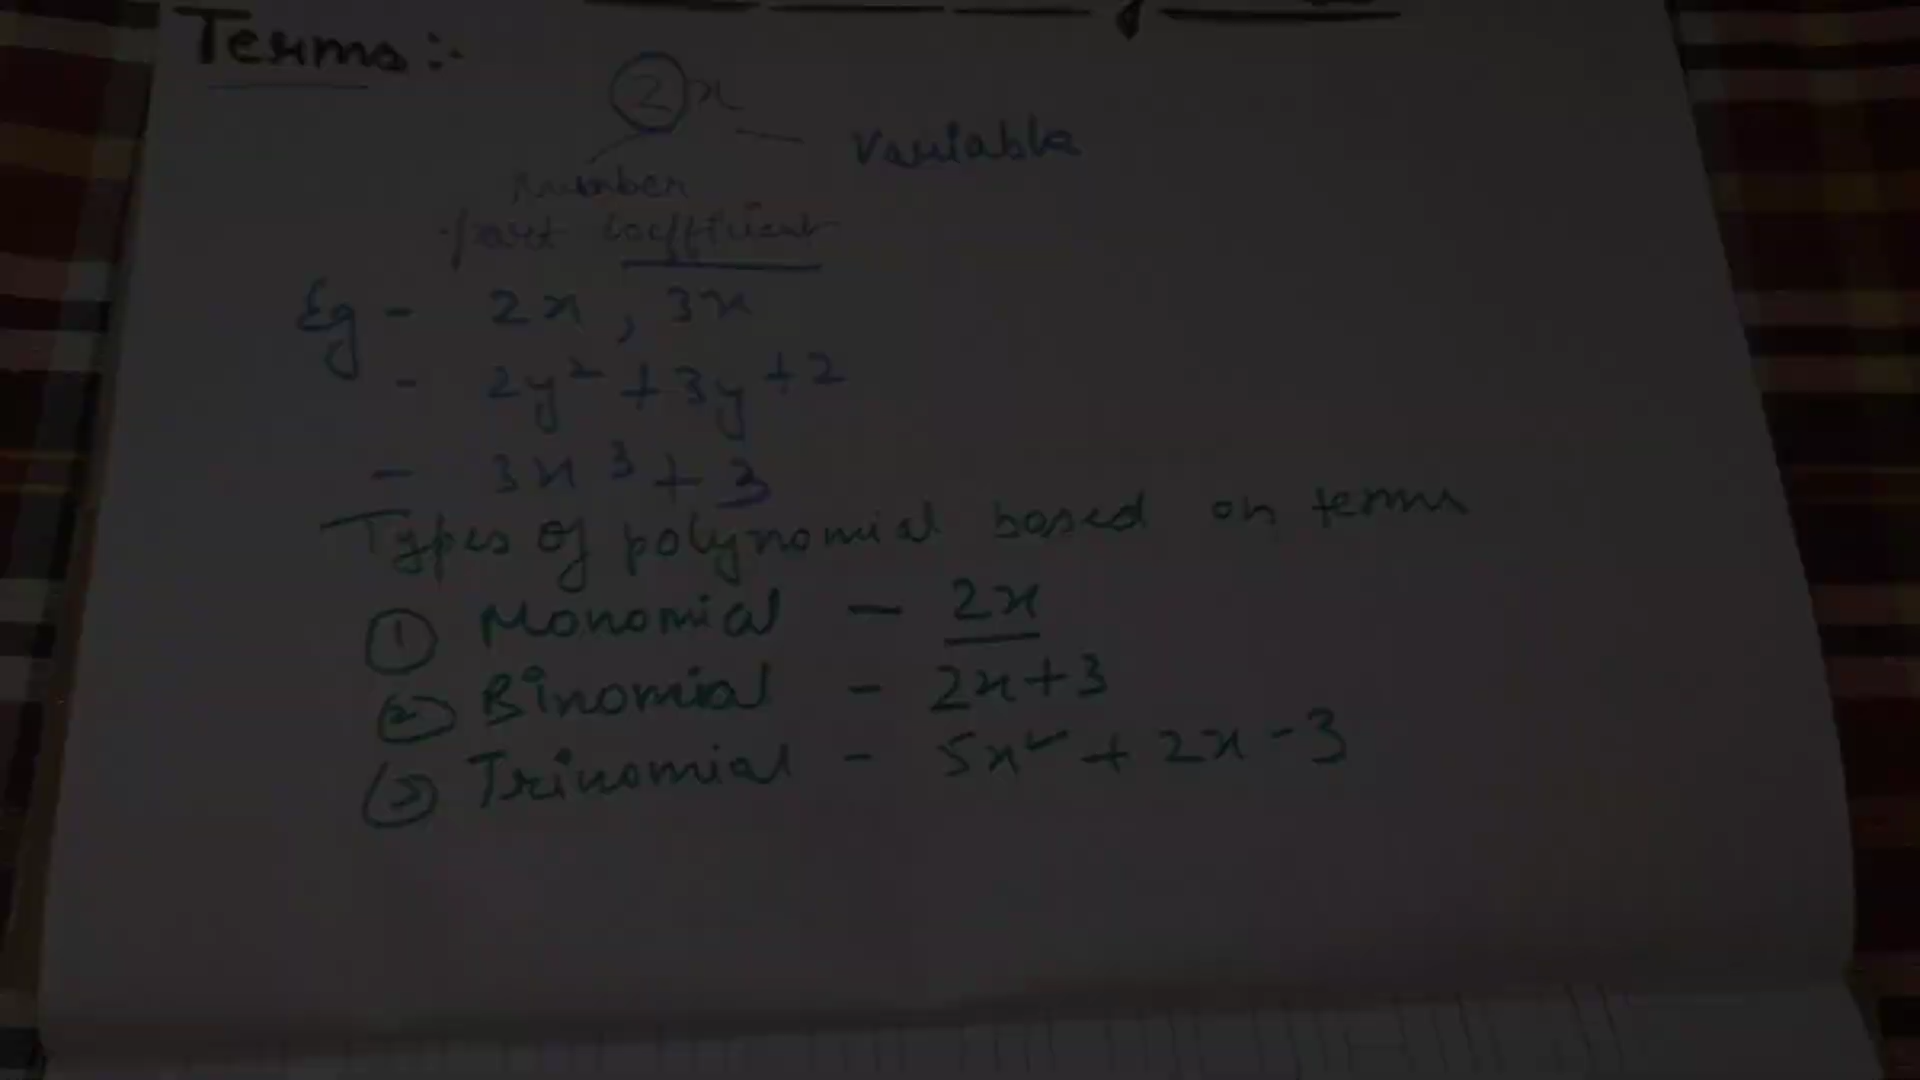 Terms :-
2x
Variable
Number
part coefficient
Eg - 2x, 3x
- 2y² + 3y + 2
- 3x³ + 3
Types of polynomial based on terms
① Monomial - 2x
② Binomial - 2x+3
③ Trinomial - 5x² + 2x - 3